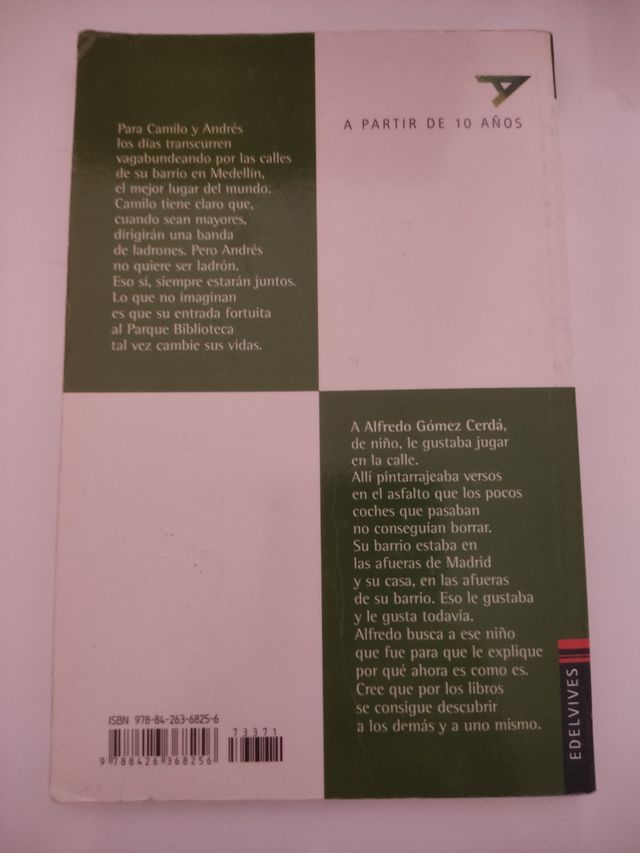 Para Camilo y Andrés
los días transcurren
vagabundeando por las calles
de su barrio en Medellín,
el mejor lugar del mundo.
Camilo tiene claro que,
cuando sean mayores,
dirigirán una banda
de ladrones. Pero Andrés
no quiere ser ladrón.
Eso sí, siempre estarán juntos.
Lo que no imaginan
es que su entrada fortuita
al Parque Biblioteca
tal vez cambie sus vidas.
A PARTIR DE 10 AÑOS
A Alfredo Gómez Cerdá,
de niño, le gustaba jugar
en la calle.
Allí pintarrajeaba versos
en el asfalto que los pocos
coches que pasaban
no conseguían borrar.
Su barrio estaba en
las afueras de Madrid
y su casa, en las afueras
de su barrio. Eso le gustaba
y le gusta todavía.
Alfredo busca a ese niño
que fue para que le explique
por qué ahora es como es.
Cree que por los libros
se consigue descubrir
a los demás y a uno mismo.
ISBN 978-84-263-6825-6
73371
9 788426 368256
EDELVIVES